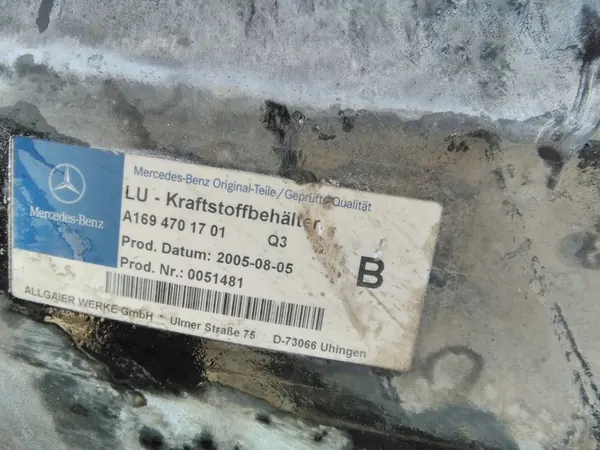 Mercedes-Benz
Mercedes-Benz Original-Teile/Geprüfte Qualität
LU - Kraftstoffbehälter
A169 470 17 01 Q3
Prod. Datum: 2005-08-05
Prod. Nr.: 0051481
B
ALLGAIER WERKE GmbH · Ulmer Straße 75 D-73066 Uhingen